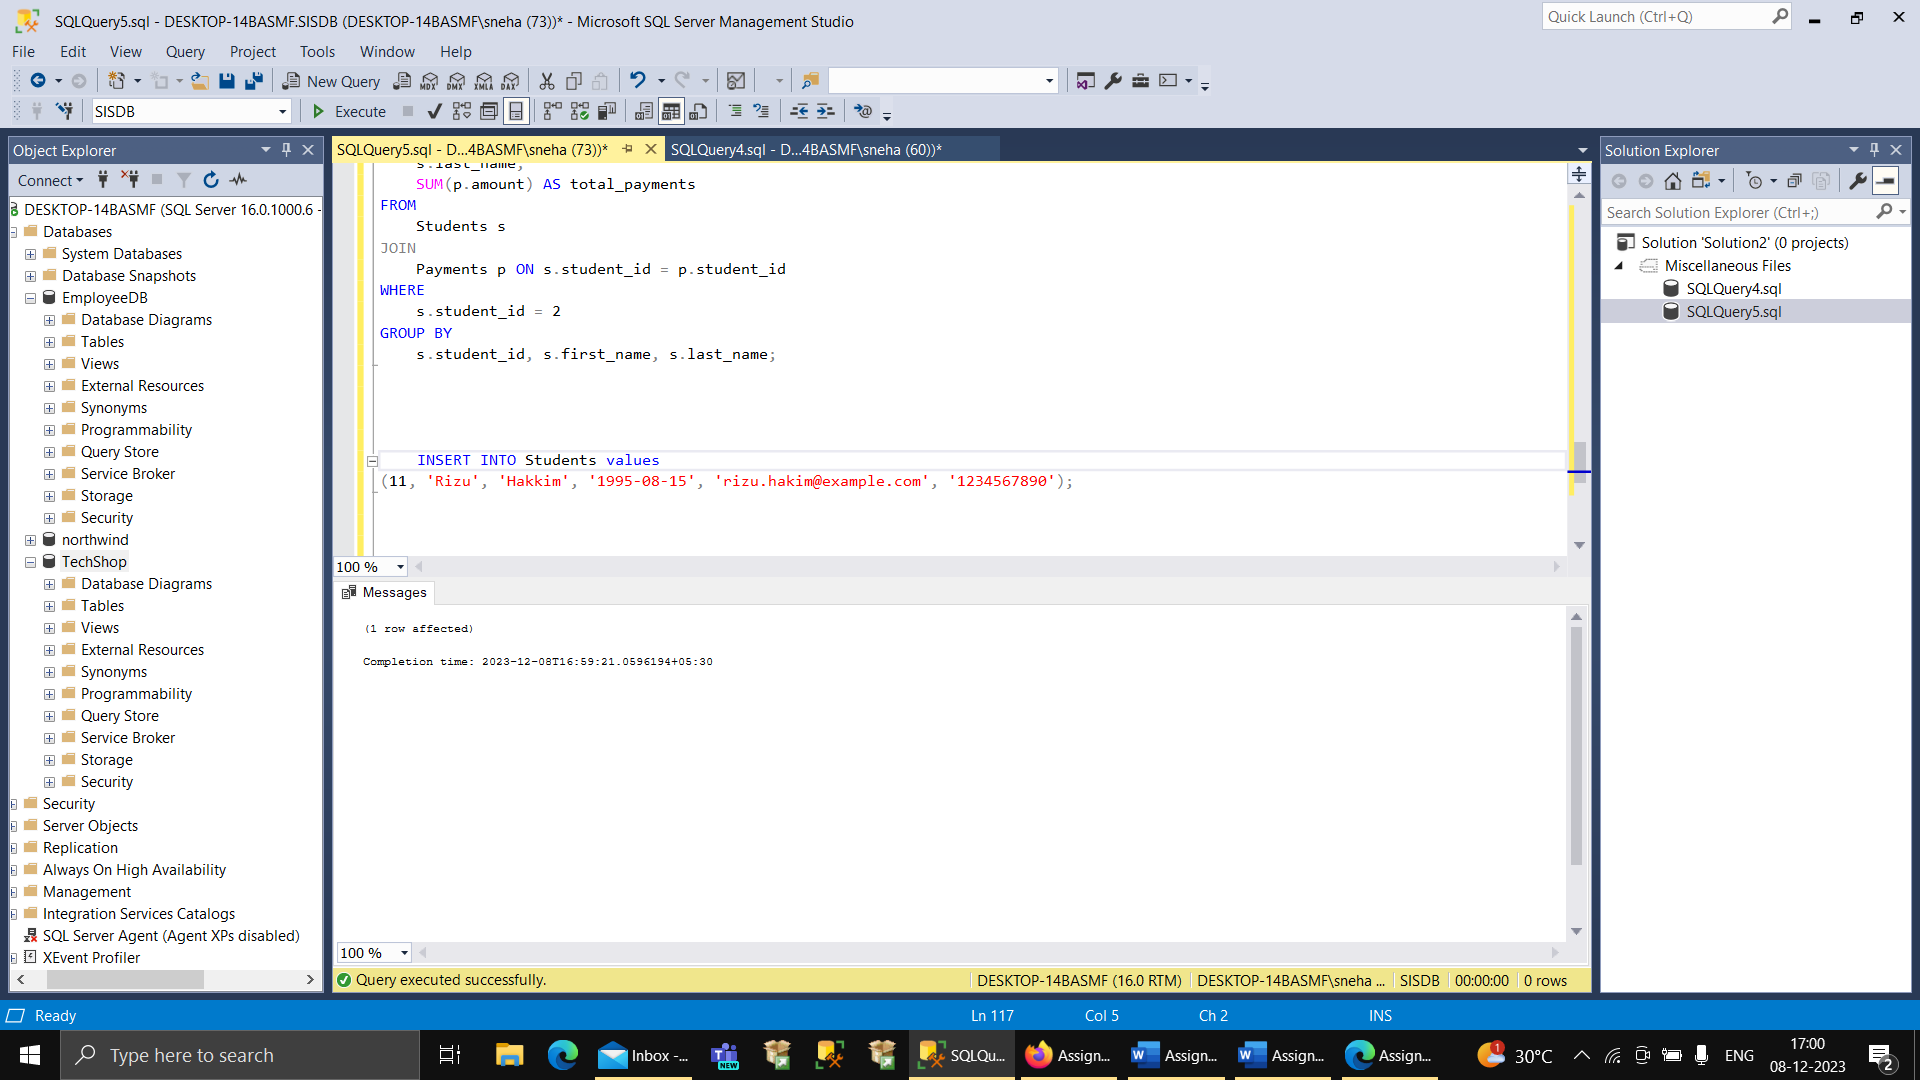 SQLQuery5.sql - DESKTOP-14BASMF.SISDB (DESKTOP-14BASMF\sneha (73))* - Microsoft SQL Server Management Studio
Quick Launch (Ctrl+Q)
File Edit View Query Project Tools Window Help
New Query
MDX DMX XMLA DAX
SISDB
Execute
Object Explorer
Connect
DESKTOP-14BASMF (SQL Server 16.0.1000.6 -
Databases
System Databases
Database Snapshots
EmployeeDB
Database Diagrams
Tables
Views
External Resources
Synonyms
Programmability
Query Store
Service Broker
Storage
Security
northwind
TechShop
Database Diagrams
Tables
Views
External Resources
Synonyms
Programmability
Query Store
Service Broker
Storage
Security
Security
Server Objects
Replication
Always On High Availability
Management
Integration Services Catalogs
SQL Server Agent (Agent XPs disabled)
XEvent Profiler
SQLQuery5.sql - D...4BASMF\sneha (73))*
SQLQuery4.sql - D...4BASMF\sneha (60))*
s.last_name,
SUM(p.amount) AS total_payments
FROM
Students s
JOIN
Payments p ON s.student_id = p.student_id
WHERE
s.student_id = 2
GROUP BY
s.student_id, s.first_name, s.last_name;
INSERT INTO Students values
(11, 'Rizu', 'Hakkim', '1995-08-15', 'rizu.hakim@example.com', '1234567890');
100 %
Messages
(1 row affected)
Completion time: 2023-12-08T16:59:21.0596194+05:30
100 %
Query executed successfully.
DESKTOP-14BASMF (16.0 RTM)
DESKTOP-14BASMF\sneha ...
SISDB
00:00:00
0 rows
Solution Explorer
Search Solution Explorer (Ctrl+;)
Solution 'Solution2' (0 projects)
Miscellaneous Files
SQLQuery4.sql
SQLQuery5.sql
Ready
Ln 117
Col 5
Ch 2
INS
Type here to search
Inbox -...
NEW
SQLQu...
Assign...
Assign...
Assign...
Assign...
1
30°C
ENG
17:00
08-12-2023
2